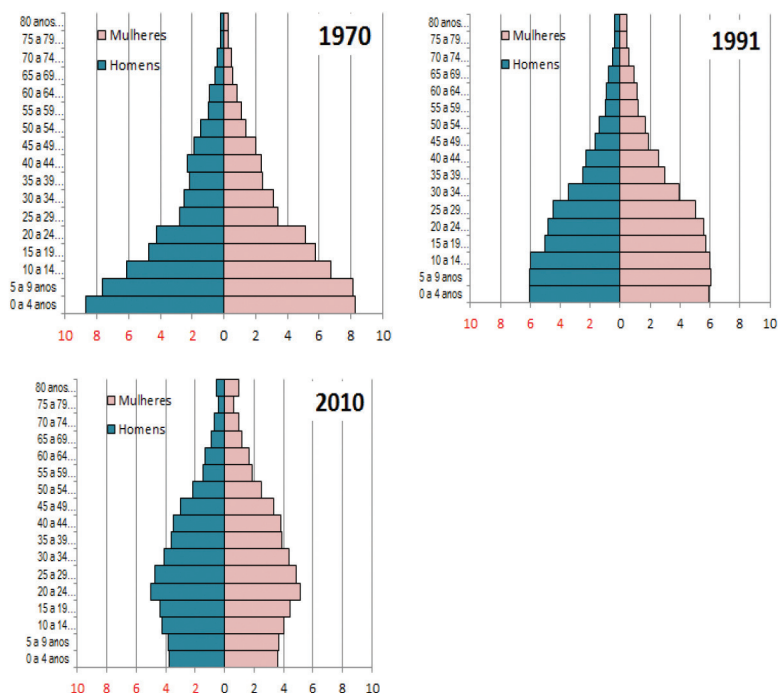 1970
Mulheres
Homens
80 anos...
75 a 79...
70 a 74...
65 a 69...
60 a 64...
55 a 59...
50 a 54...
45 a 49...
40 a 44...
35 a 39...
30 a 34...
25 a 29...
20 a 24...
15 a 19...
10 a 14...
5 a 9 anos
0 a 4 anos
10 8 6 4 2 0 2 4 6 8 10
1991
Mulheres
Homens
80 anos...
75 a 79...
70 a 74...
65 a 69...
60 a 64...
55 a 59...
50 a 54...
45 a 49...
40 a 44...
35 a 39...
30 a 34...
25 a 29...
20 a 24...
15 a 19...
10 a 14...
5 a 9 anos
0 a 4 anos
10 8 6 4 2 0 2 4 6 8 10
2010
Mulheres
Homens
80 anos...
75 a 79...
70 a 74...
65 a 69...
60 a 64...
55 a 59...
50 a 54...
45 a 49...
40 a 44...
35 a 39...
30 a 34...
25 a 29...
20 a 24...
15 a 19...
10 a 14...
5 a 9 anos
0 a 4 anos
10 8 6 4 2 0 2 4 6 8 10